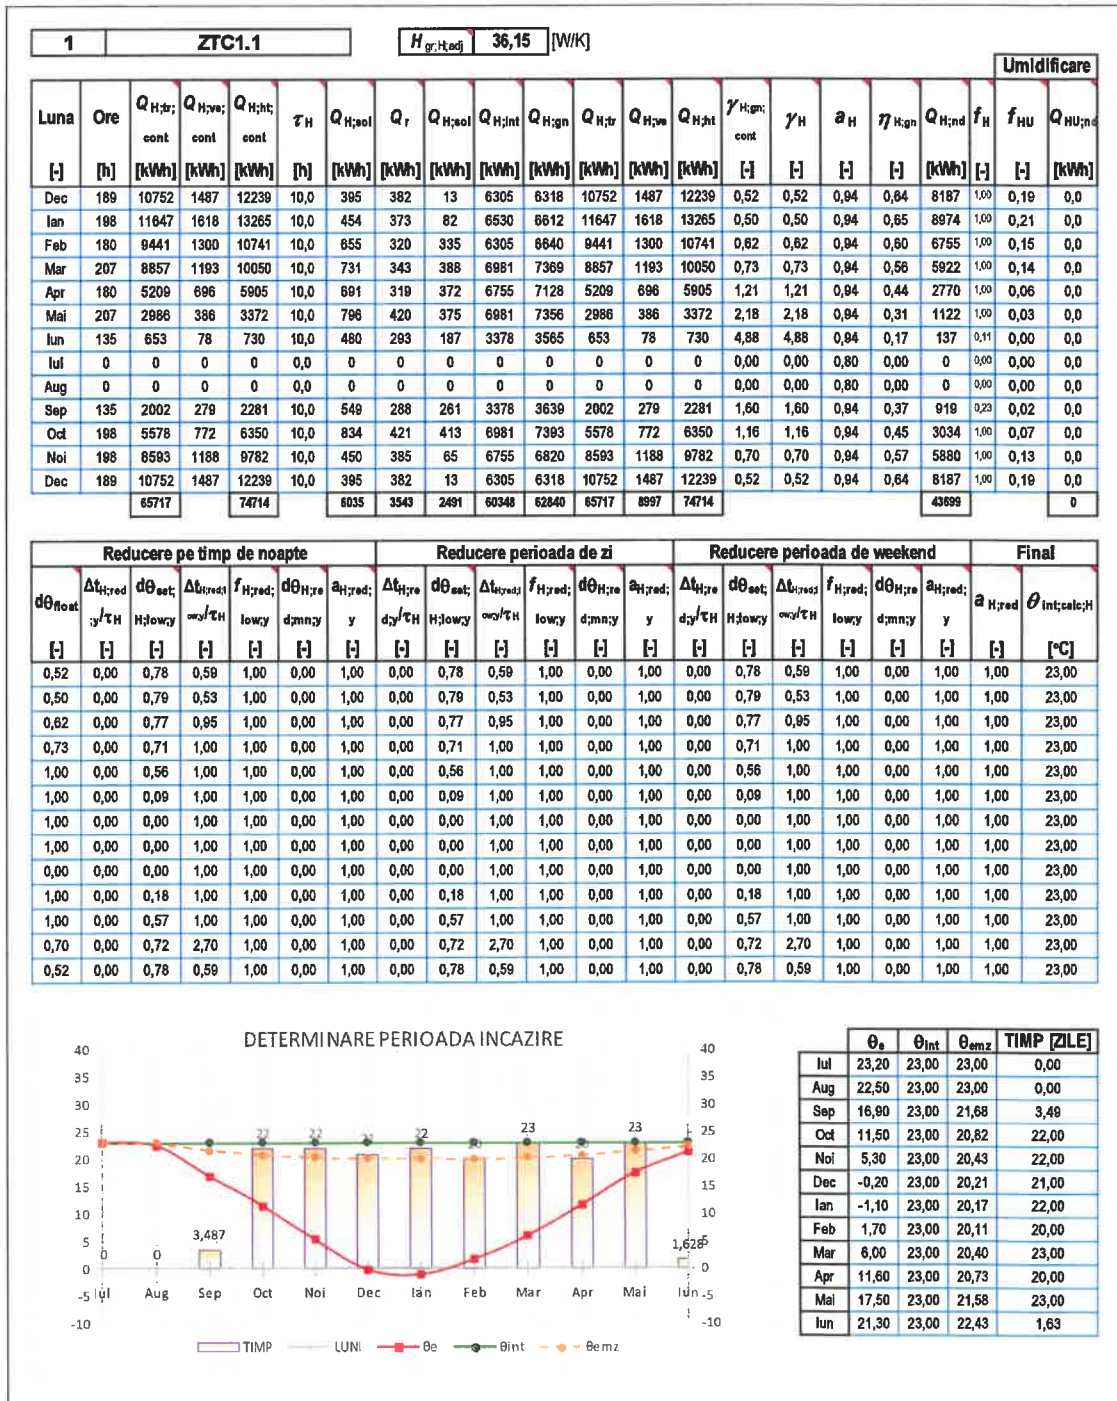 1 ZTC1.1 H gr;H;adj 36,15 [W/K]
Umidificare
Luna Ore Q H;tr; cont Q H;ve; cont Q H;ht; cont τ H Q H;sol Q r Q H;sol Q H;int Q H;gn Q H;tr Q H;ve Q H;ht γ H;gn; cont γ H a H η H;gn Q H;nd f H f HU Q HU;nd
[-] [h] [kWh] [kWh] [kWh] [h] [kWh] [kWh] [kWh] [kWh] [kWh] [kWh] [kWh] [kWh] [-] [-] [-] [-] [kWh] [-] [-] [kWh]
Dec 189 10752 1487 12239 10,0 395 382 13 6305 6318 10752 1487 12239 0,52 0,52 0,94 0,64 8187 1,00 0,19 0,0
Ian 198 11647 1618 13265 10,0 454 373 82 6530 6612 11647 1618 13265 0,50 0,50 0,94 0,65 8974 1,00 0,21 0,0
Feb 180 9441 1300 10741 10,0 655 320 335 6305 6640 9441 1300 10741 0,62 0,62 0,94 0,60 6755 1,00 0,15 0,0
Mar 207 8857 1193 10050 10,0 731 343 388 6981 7369 8857 1193 10050 0,73 0,73 0,94 0,56 5922 1,00 0,14 0,0
Apr 180 5209 696 5905 10,0 691 319 372 6755 7128 5209 696 5905 1,21 1,21 0,94 0,44 2770 1,00 0,06 0,0
Mai 207 2986 386 3372 10,0 796 420 375 6981 7356 2986 386 3372 2,18 2,18 0,94 0,31 1122 1,00 0,03 0,0
Iun 135 653 78 730 10,0 480 293 187 3378 3565 653 78 730 4,88 4,88 0,94 0,17 137 0,11 0,00 0,0
Iul 0 0 0 0 0,0 0 0 0 0 0 0 0 0 0,00 0,00 0,80 0,00 0 0,00 0,00 0,0
Aug 0 0 0 0 0,0 0 0 0 0 0 0 0 0 0,00 0,00 0,80 0,00 0 0,00 0,00 0,0
Sep 135 2002 279 2281 10,0 549 288 261 3378 3639 2002 279 2281 1,60 1,60 0,94 0,37 919 0,23 0,02 0,0
Oct 198 5578 772 6350 10,0 834 421 413 6981 7393 5578 772 6350 1,16 1,16 0,94 0,45 3034 1,00 0,07 0,0
Noi 198 8593 1188 9782 10,0 450 385 65 6755 6820 8593 1188 9782 0,70 0,70 0,94 0,57 5880 1,00 0,13 0,0
Dec 189 10752 1487 12239 10,0 395 382 13 6305 6318 10752 1487 12239 0,52 0,52 0,94 0,64 8187 1,00 0,19 0,0
65717 74714 6035 3543 2491 60348 62840 65717 8997 74714 43699 0
Reducere pe timp de noapte Reducere perioada de zi Reducere perioada de weekend Final
dθfloat ΔtH;red ;y/τH dθset; H;low;y ΔtH;red;l ow;y/τH fH;red; low;y dθH;re d;mn;y aH;red; y ΔtH;re d;y/τH dθset; H;low;y ΔtH;red;l ow;y/τH fH;red; low;y dθH;re d;mn;y aH;red; y ΔtH;re d;y/τH dθset; H;low;y ΔtH;red;l ow;y/τH fH;red; low;y dθH;re d;mn;y aH;red; y a H;red θ int;calc;H
[-] [-] [-] [-] [-] [-] [-] [-] [-] [-] [-] [-] [-] [-] [-] [-] [-] [-] [-] [-] [°C]
0,52 0,00 0,78 0,59 1,00 0,00 1,00 0,00 0,78 0,59 1,00 0,00 1,00 0,00 0,78 0,59 1,00 0,00 1,00 1,00 23,00
0,50 0,00 0,79 0,53 1,00 0,00 1,00 0,00 0,79 0,53 1,00 0,00 1,00 0,00 0,79 0,53 1,00 0,00 1,00 1,00 23,00
0,62 0,00 0,77 0,95 1,00 0,00 1,00 0,00 0,77 0,95 1,00 0,00 1,00 0,00 0,77 0,95 1,00 0,00 1,00 1,00 23,00
0,73 0,00 0,71 1,00 1,00 0,00 1,00 0,00 0,71 1,00 1,00 0,00 1,00 0,00 0,71 1,00 1,00 0,00 1,00 1,00 23,00
1,00 0,00 0,56 1,00 1,00 0,00 1,00 0,00 0,56 1,00 1,00 0,00 1,00 0,00 0,56 1,00 1,00 0,00 1,00 1,00 23,00
1,00 0,00 0,09 1,00 1,00 0,00 1,00 0,00 0,09 1,00 1,00 0,00 1,00 0,00 0,09 1,00 1,00 0,00 1,00 1,00 23,00
1,00 0,00 0,00 1,00 1,00 0,00 1,00 0,00 0,00 1,00 1,00 0,00 1,00 0,00 0,00 1,00 1,00 0,00 1,00 1,00 23,00
1,00 0,00 0,00 1,00 1,00 0,00 1,00 0,00 0,00 1,00 1,00 0,00 1,00 0,00 0,00 1,00 1,00 0,00 1,00 1,00 23,00
0,00 0,00 0,00 1,00 1,00 0,00 1,00 0,00 0,00 1,00 1,00 0,00 1,00 0,00 0,00 1,00 1,00 0,00 1,00 1,00 23,00
1,00 0,00 0,18 1,00 1,00 0,00 1,00 0,00 0,18 1,00 1,00 0,00 1,00 0,00 0,18 1,00 1,00 0,00 1,00 1,00 23,00
1,00 0,00 0,57 1,00 1,00 0,00 1,00 0,00 0,57 1,00 1,00 0,00 1,00 0,00 0,57 1,00 1,00 0,00 1,00 1,00 23,00
0,70 0,00 0,72 2,70 1,00 0,00 1,00 0,00 0,72 2,70 1,00 0,00 1,00 0,00 0,72 2,70 1,00 0,00 1,00 1,00 23,00
0,52 0,00 0,78 0,59 1,00 0,00 1,00 0,00 0,78 0,59 1,00 0,00 1,00 0,00 0,78 0,59 1,00 0,00 1,00 1,00 23,00
DETERMINARE PERIOADA INCAZIRE
40 35 30 25 20 15 10 5 0 -5 -10
0 0 3,487 22 22 21 22 20 23 20 23 1,628
Iul Aug Sep Oct Noi Dec Ian Feb Mar Apr Mai Iun
40 35 30 25 20 15 10 5 0 -5 -10
TIMP LUNI θe θint θemz
θe θint θemz TIMP [ZILE]
Iul 23,20 23,00 23,00 0,00
Aug 22,50 23,00 23,00 0,00
Sep 16,90 23,00 21,68 3,49
Oct 11,50 23,00 20,82 22,00
Noi 5,30 23,00 20,43 22,00
Dec -0,20 23,00 20,21 21,00
Ian -1,10 23,00 20,17 22,00
Feb 1,70 23,00 20,11 20,00
Mar 6,00 23,00 20,40 23,00
Apr 11,60 23,00 20,73 20,00
Mai 17,50 23,00 21,58 23,00
Iun 21,30 23,00 22,43 1,63